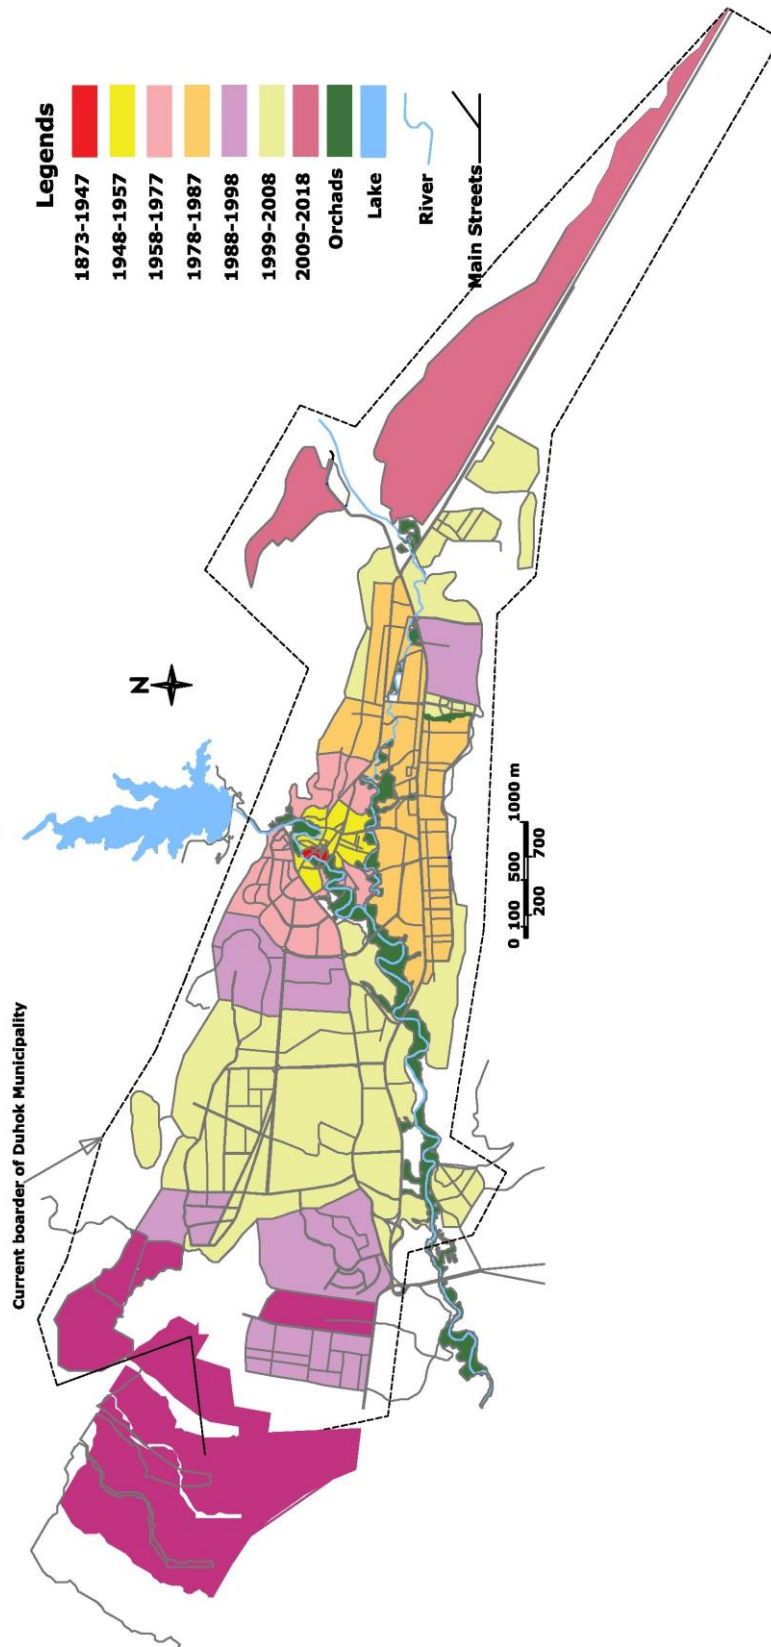 Legends
1873-1947
1948-1957
1958-1977
1978-1987
1988-1998
1999-2008
2009-2018
Orchads
Lake
River
Main Streets
N
Current boarder of Duhok Municipality
0 100 500 1000 m
200 700